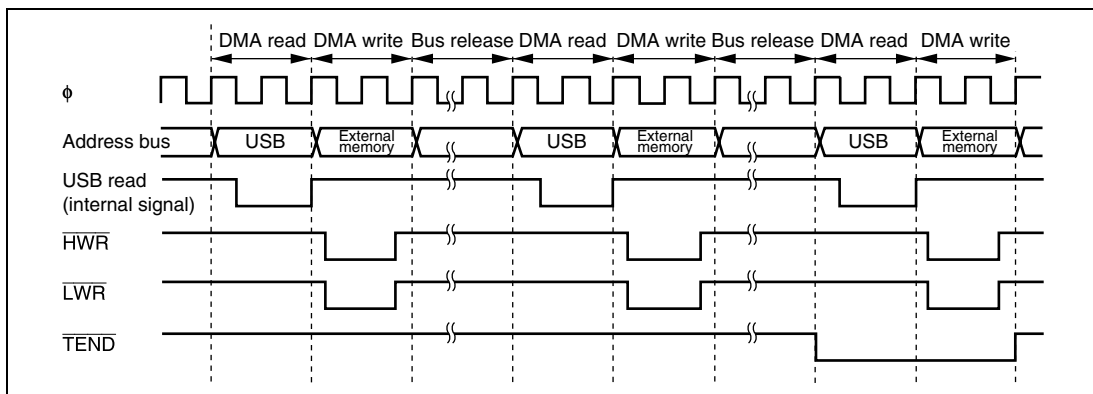 DMA read DMA write Bus release DMA read DMA write Bus release DMA read DMA write
ϕ
Address bus USB External memory USB External memory USB External memory
USB read
(internal signal)
HWR
LWR
TEND